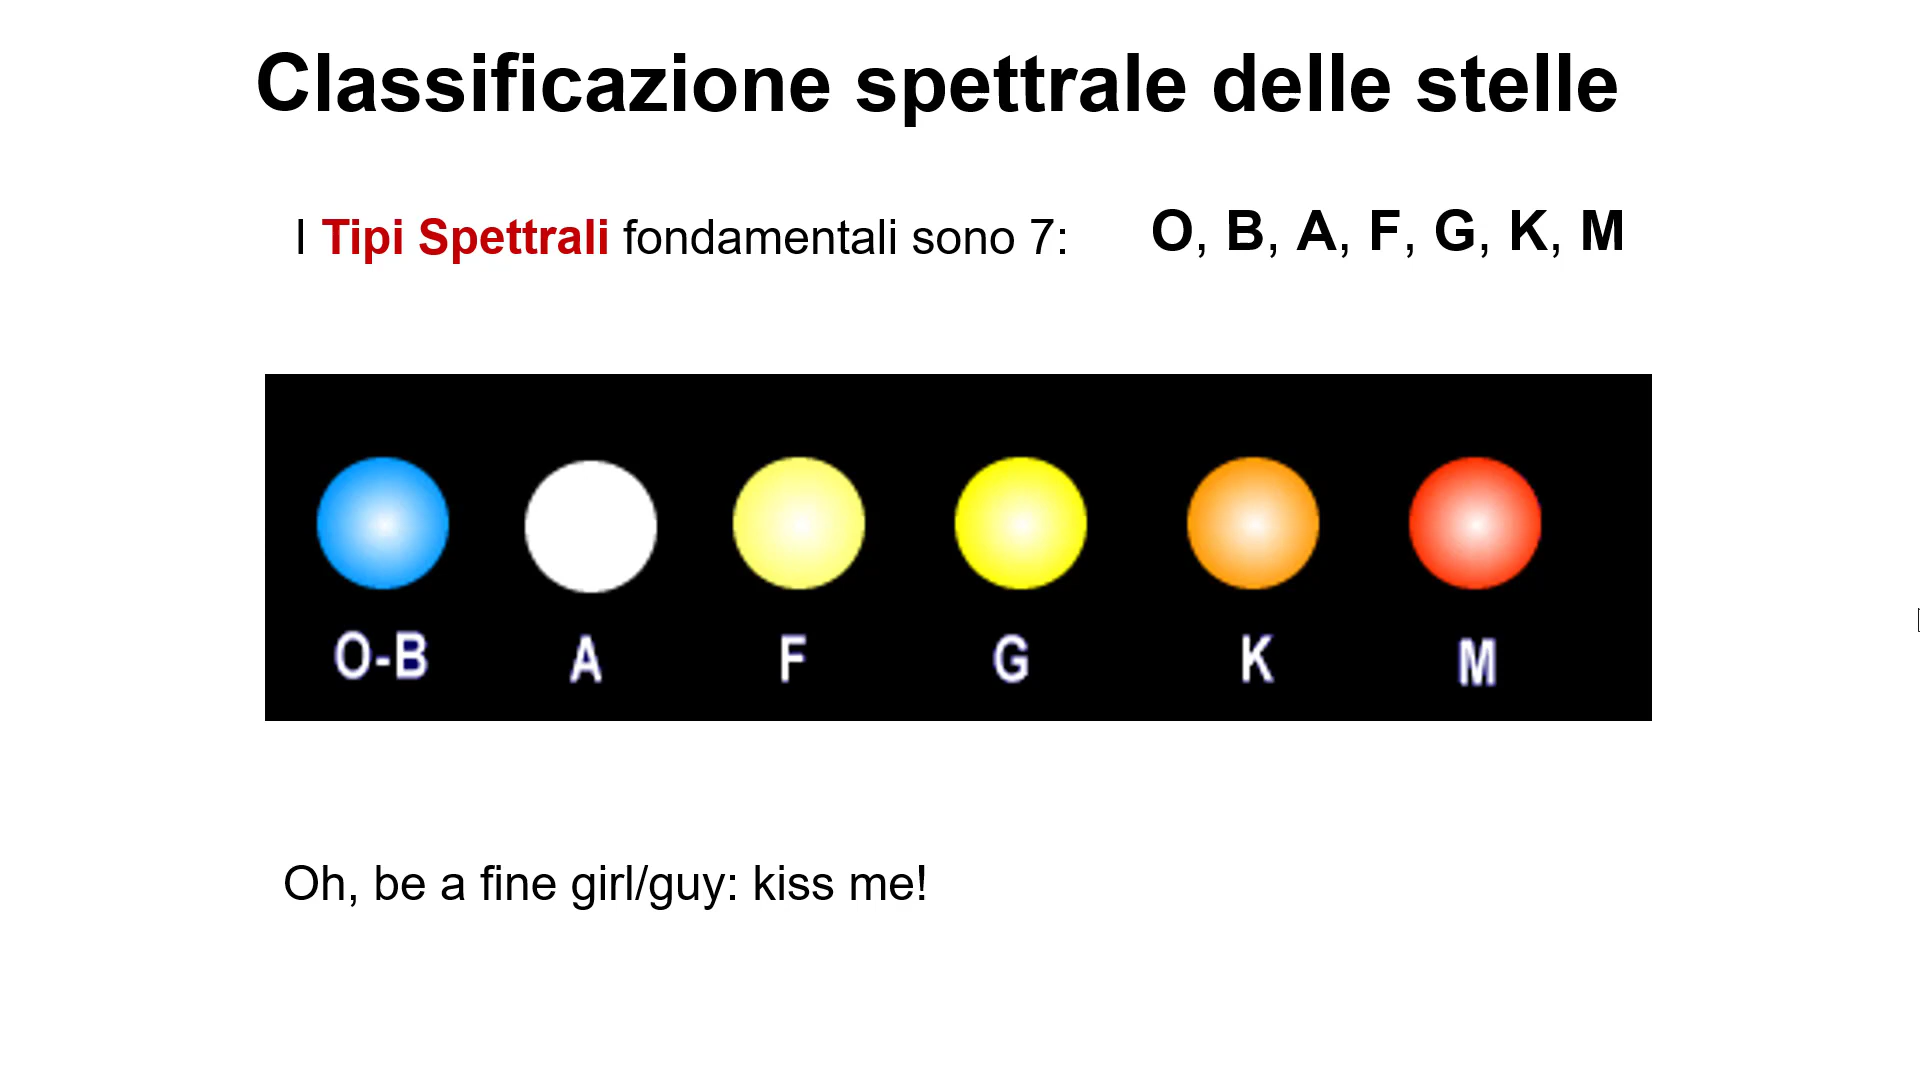 Classificazione spettrale delle stelle
I Tipi Spettrali fondamentali sono 7: O, B, A, F, G, K, M
O-B A F G K M
Oh, be a fine girl/guy: kiss me!